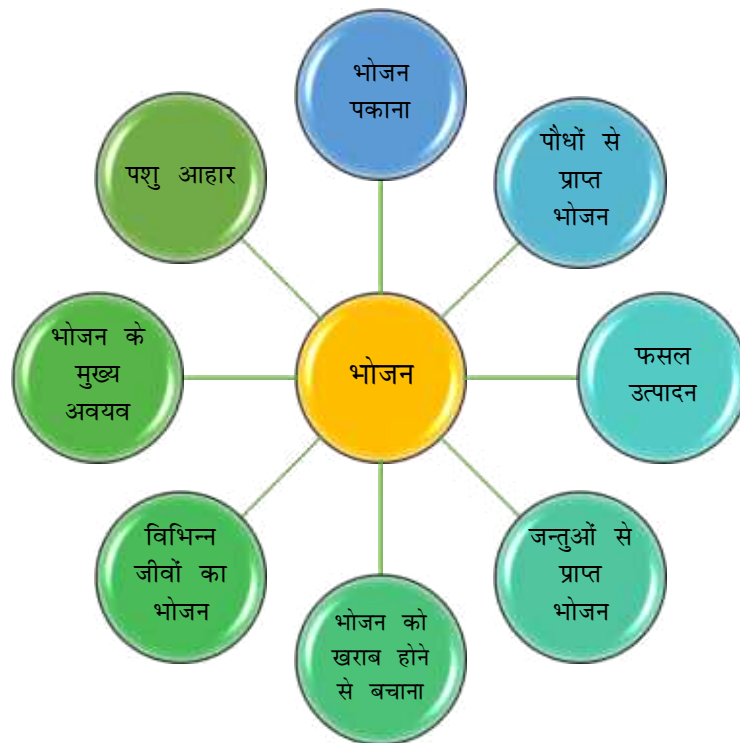 भोजन
पकाना
पौधों से
प्राप्त
भोजन
फसल
उत्पादन
जन्तुओं से
प्राप्त
भोजन
भोजन को
खराब होने
से बचाना
विभिन्न
जीवों का
भोजन
भोजन के
मुख्य
अवयव
पशु आहार
भोजन